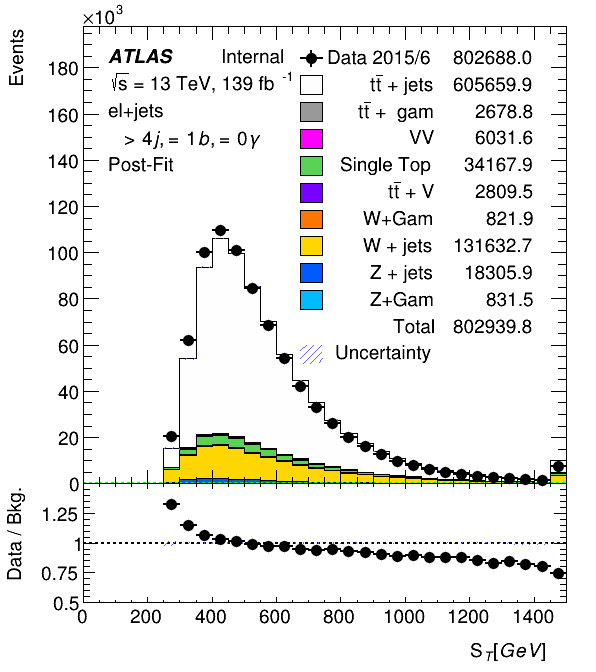 ×10³
Events
180
160
140
120
100
80
60
40
20
0
ATLAS Internal
√s = 13 TeV, 139 fb⁻¹
el+jets
> 4j, = 1b, = 0γ
Post-Fit
Data 2015/6 802688.0
tt̄ + jets 605659.9
tt̄ + gam 2678.8
VV 6031.6
Single Top 34167.9
tt̄ + V 2809.5
W+Gam 821.9
W + jets 131632.7
Z + jets 18305.9
Z+Gam 831.5
Total 802939.8
Uncertainty
Data / Bkg.
1.25
1
0.75
0.5
0 200 400 600 800 1000 1200 1400
S_T[GeV]